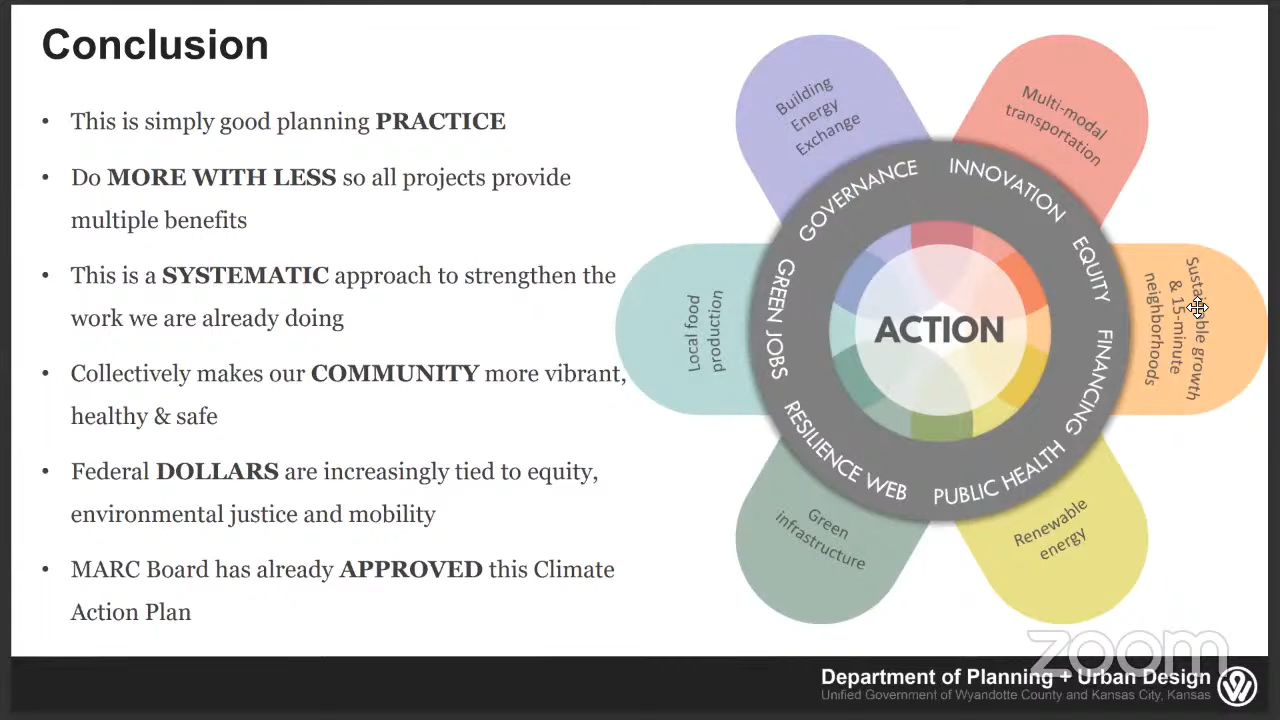 Conclusion
• This is simply good planning PRACTICE
• Do MORE WITH LESS so all projects provide
multiple benefits
• This is a SYSTEMATIC approach to strengthen the
work we are already doing
• Collectively makes our COMMUNITY more vibrant,
healthy & safe
• Federal DOLLARS are increasingly tied to equity,
environmental justice and mobility
• MARC Board has already APPROVED this Climate
Action Plan
Building
Energy
Exchange
Multi-modal
transportation
Sustainable growth
& 15-minute
neighborhoods
Renewable
energy
Green
infrastructure
Local food
production
GOVERNANCE
INNOVATION
EQUITY
FINANCING
PUBLIC HEALTH
RESILIENCE WEB
GREEN JOBS
ACTION
zoom
Department of Planning + Urban Design
Unified Government of Wyandotte County and Kansas City, Kansas